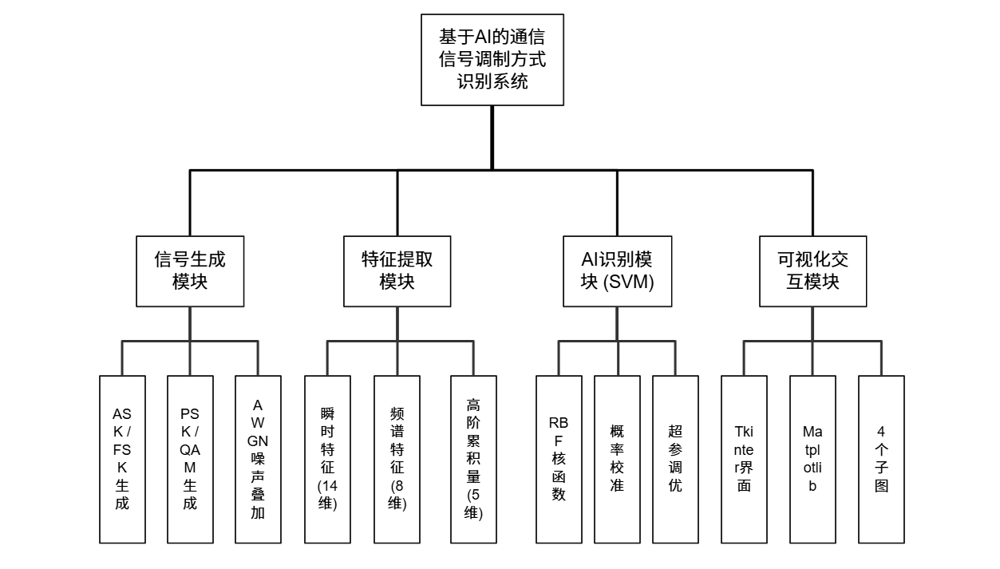 基于AI的通信
信号调制方式
识别系统
信号生成
模块
特征提取
模块
AI识别模
块 (SVM)
可视化交
互模块
AS
K /
FS
K
生
成
PS
K /
QA
M
生
成
A
W
GN
噪
声
叠
加
瞬
时
特
征
(14
维)
频
谱
特
征
(8
维)
高
阶
累
积
量
(5
维)
RB
F
核
函
数
概
率
校
准
超
参
调
优
Tki
nte
r界
面
Ma
tpl
otli
b
4
个
子
图